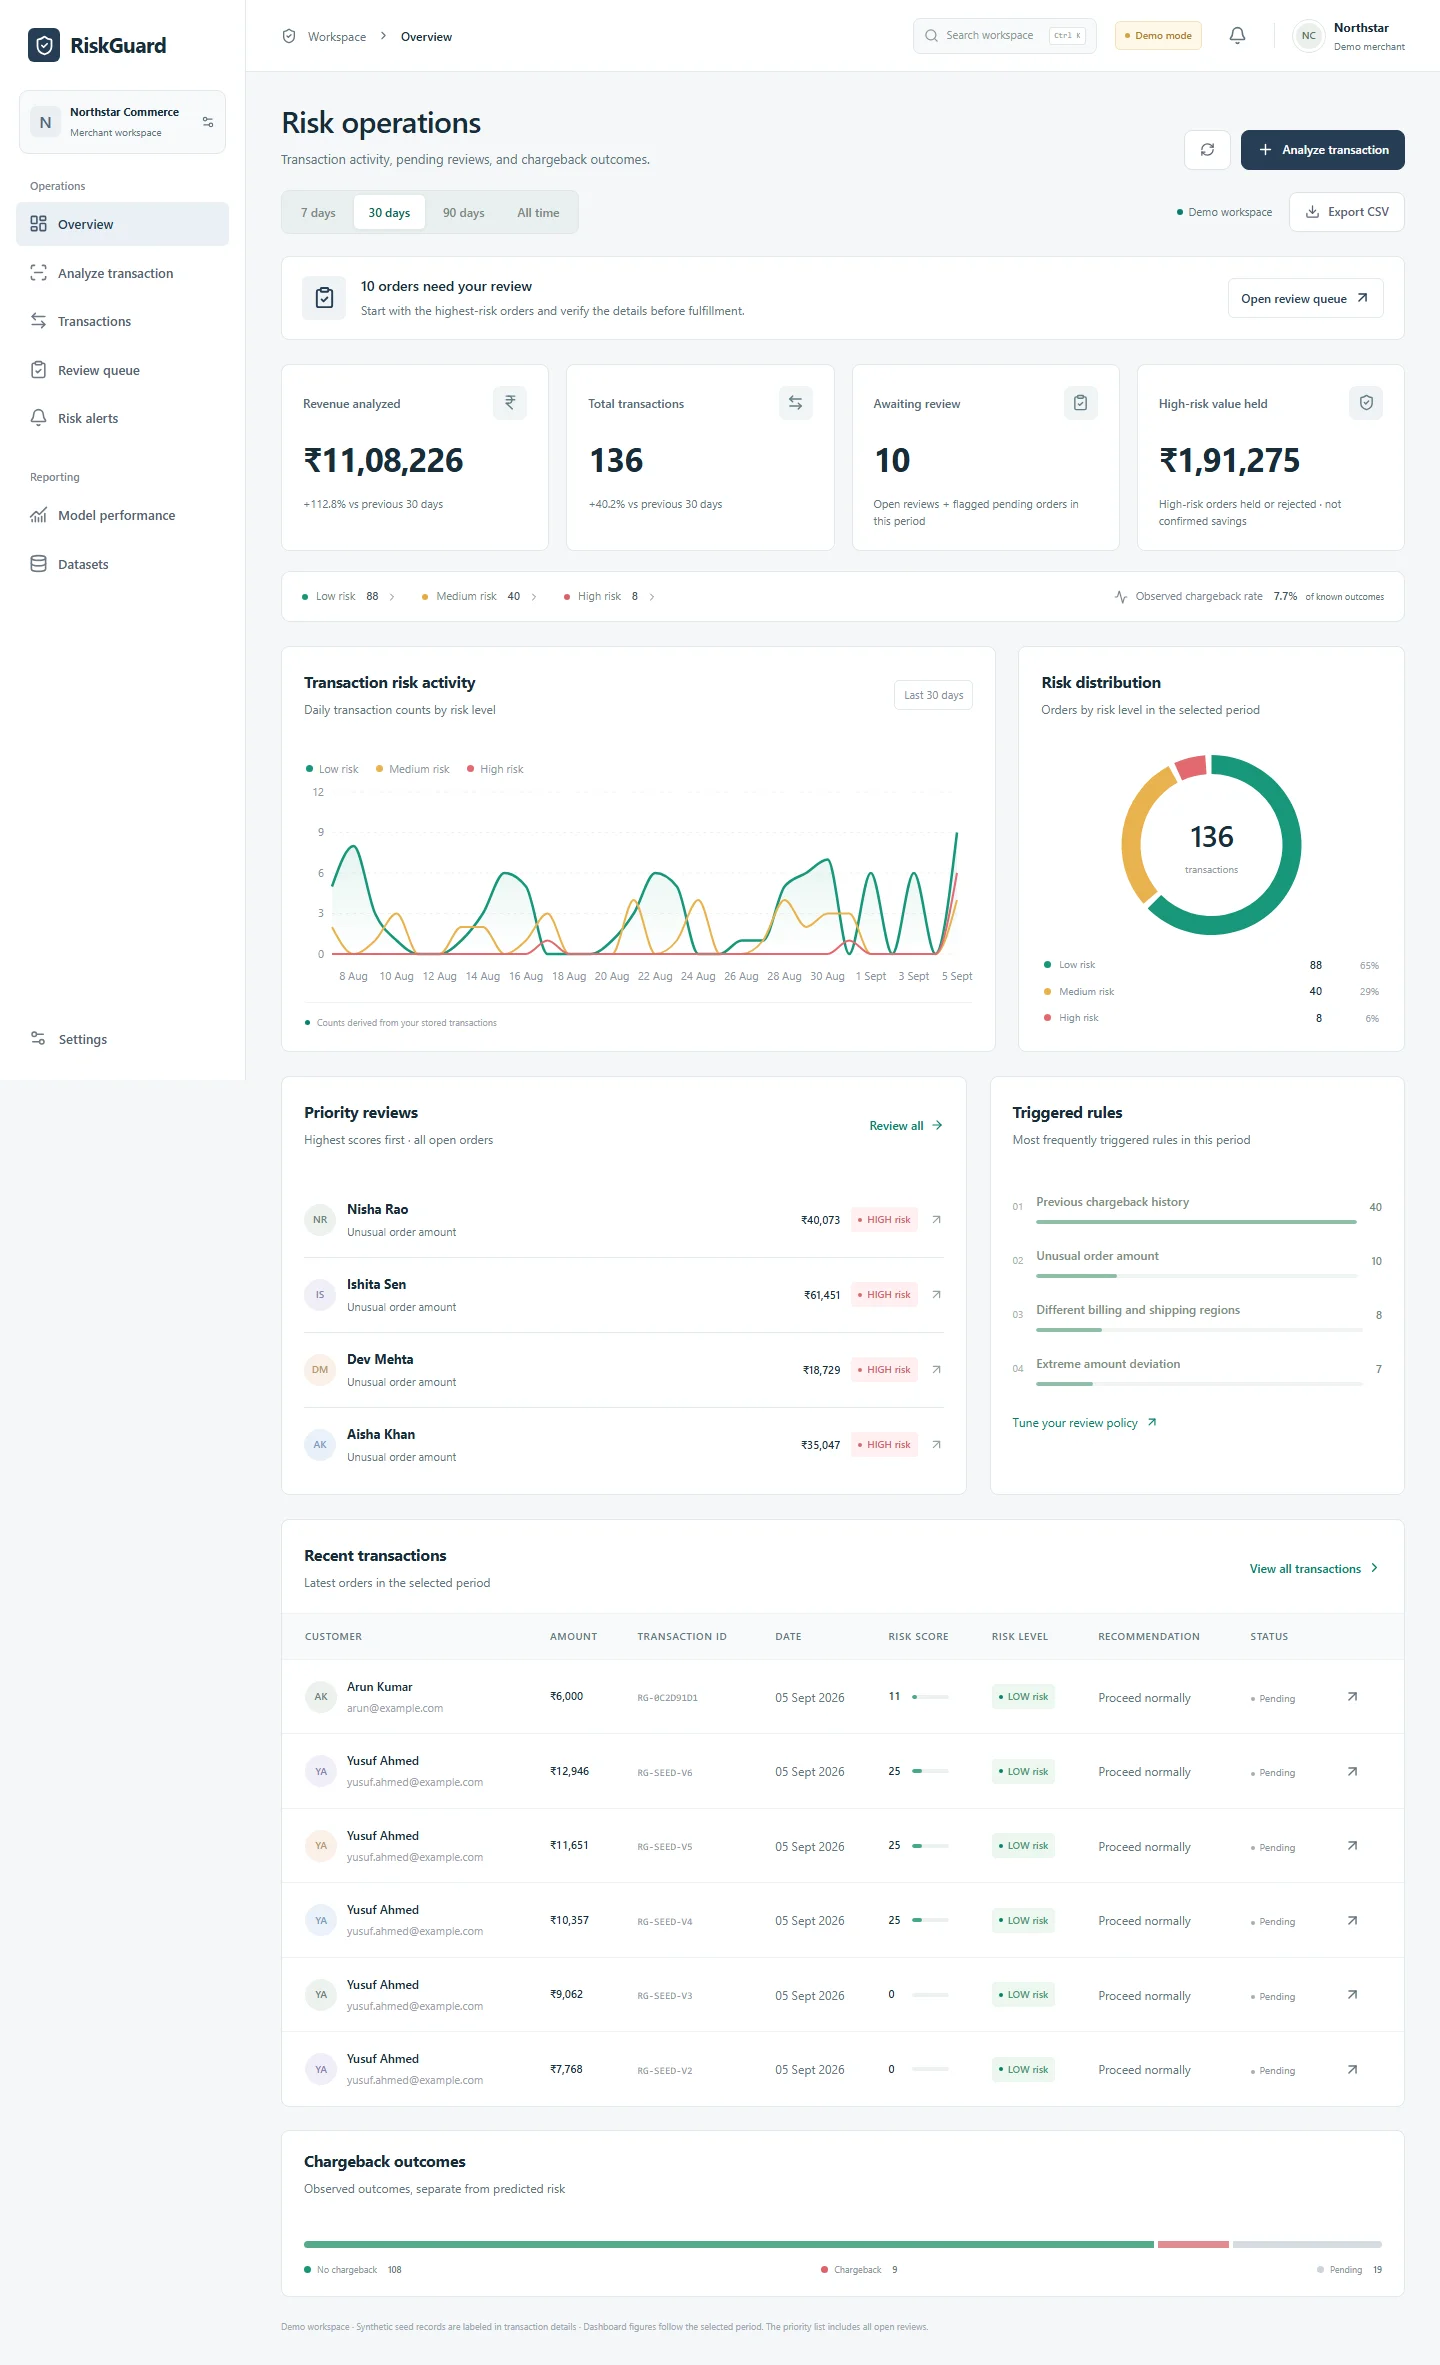 RiskGuard
N
Northstar Commerce
Merchant workspace
Operations
Overview
Analyze transaction
Transactions
Review queue
Risk alerts
Reporting
Model performance
Datasets
Settings
Workspace
Overview
Search workspace
Ctrl K
Demo mode
NC
Northstar
Demo merchant
Risk operations
Transaction activity, pending reviews, and chargeback outcomes.
Analyze transaction
7 days
30 days
90 days
All time
Demo workspace
Export CSV
10 orders need your review
Start with the highest-risk orders and verify the details before fulfillment.
Open review queue
Revenue analyzed
₹
₹11,08,226
+112.8% vs previous 30 days
Total transactions
136
+40.2% vs previous 30 days
Awaiting review
10
Open reviews + flagged pending orders in
this period
High-risk value held
₹1,91,275
High-risk orders held or rejected · not
confirmed savings
Low risk 88
Medium risk 40
High risk 8
Observed chargeback rate 7.7% of known outcomes
Transaction risk activity
Daily transaction counts by risk level
Last 30 days
Low risk
Medium risk
High risk
12
9
6
3
0
8 Aug 10 Aug 12 Aug 14 Aug 16 Aug 18 Aug 20 Aug 22 Aug 24 Aug 26 Aug 28 Aug 30 Aug 1 Sept 3 Sept 5 Sept
Counts derived from your stored transactions
Risk distribution
Orders by risk level in the selected period
136
transactions
Low risk 88 65%
Medium risk 40 29%
High risk 8 6%
Priority reviews
Highest scores first · all open orders
Review all
NR
Nisha Rao
Unusual order amount
₹40,073
HIGH risk
IS
Ishita Sen
Unusual order amount
₹61,451
HIGH risk
DM
Dev Mehta
Unusual order amount
₹18,729
HIGH risk
AK
Aisha Khan
Unusual order amount
₹35,047
HIGH risk
Triggered rules
Most frequently triggered rules in this period
01 Previous chargeback history 40
02 Unusual order amount 10
03 Different billing and shipping regions 8
04 Extreme amount deviation 7
Tune your review policy
Recent transactions
Latest orders in the selected period
View all transactions
CUSTOMER AMOUNT TRANSACTION ID DATE RISK SCORE RISK LEVEL RECOMMENDATION STATUS
AK
Arun Kumar
arun@example.com
₹6,000 RG-0C2D91D1 05 Sept 2026 11 LOW risk Proceed normally Pending
YA
Yusuf Ahmed
yusuf.ahmed@example.com
₹12,946 RG-SEED-V6 05 Sept 2026 25 LOW risk Proceed normally Pending
YA
Yusuf Ahmed
yusuf.ahmed@example.com
₹11,651 RG-SEED-V5 05 Sept 2026 25 LOW risk Proceed normally Pending
YA
Yusuf Ahmed
yusuf.ahmed@example.com
₹10,357 RG-SEED-V4 05 Sept 2026 25 LOW risk Proceed normally Pending
YA
Yusuf Ahmed
yusuf.ahmed@example.com
₹9,062 RG-SEED-V3 05 Sept 2026 0 LOW risk Proceed normally Pending
YA
Yusuf Ahmed
yusuf.ahmed@example.com
₹7,768 RG-SEED-V2 05 Sept 2026 0 LOW risk Proceed normally Pending
Chargeback outcomes
Observed outcomes, separate from predicted risk
No chargeback 108
Chargeback 9
Pending 19
Demo workspace · Synthetic seed records are labeled in transaction details · Dashboard figures follow the selected period. The priority list includes all open reviews.